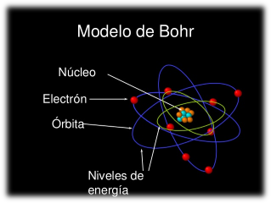 Modelo de Bohr
Núcleo
Electrón
Órbita
Niveles de
energía